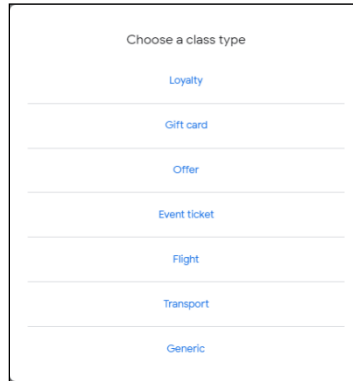 Choose a class type
Loyalty
Gift card
Offer
Event ticket
Flight
Transport
Generic